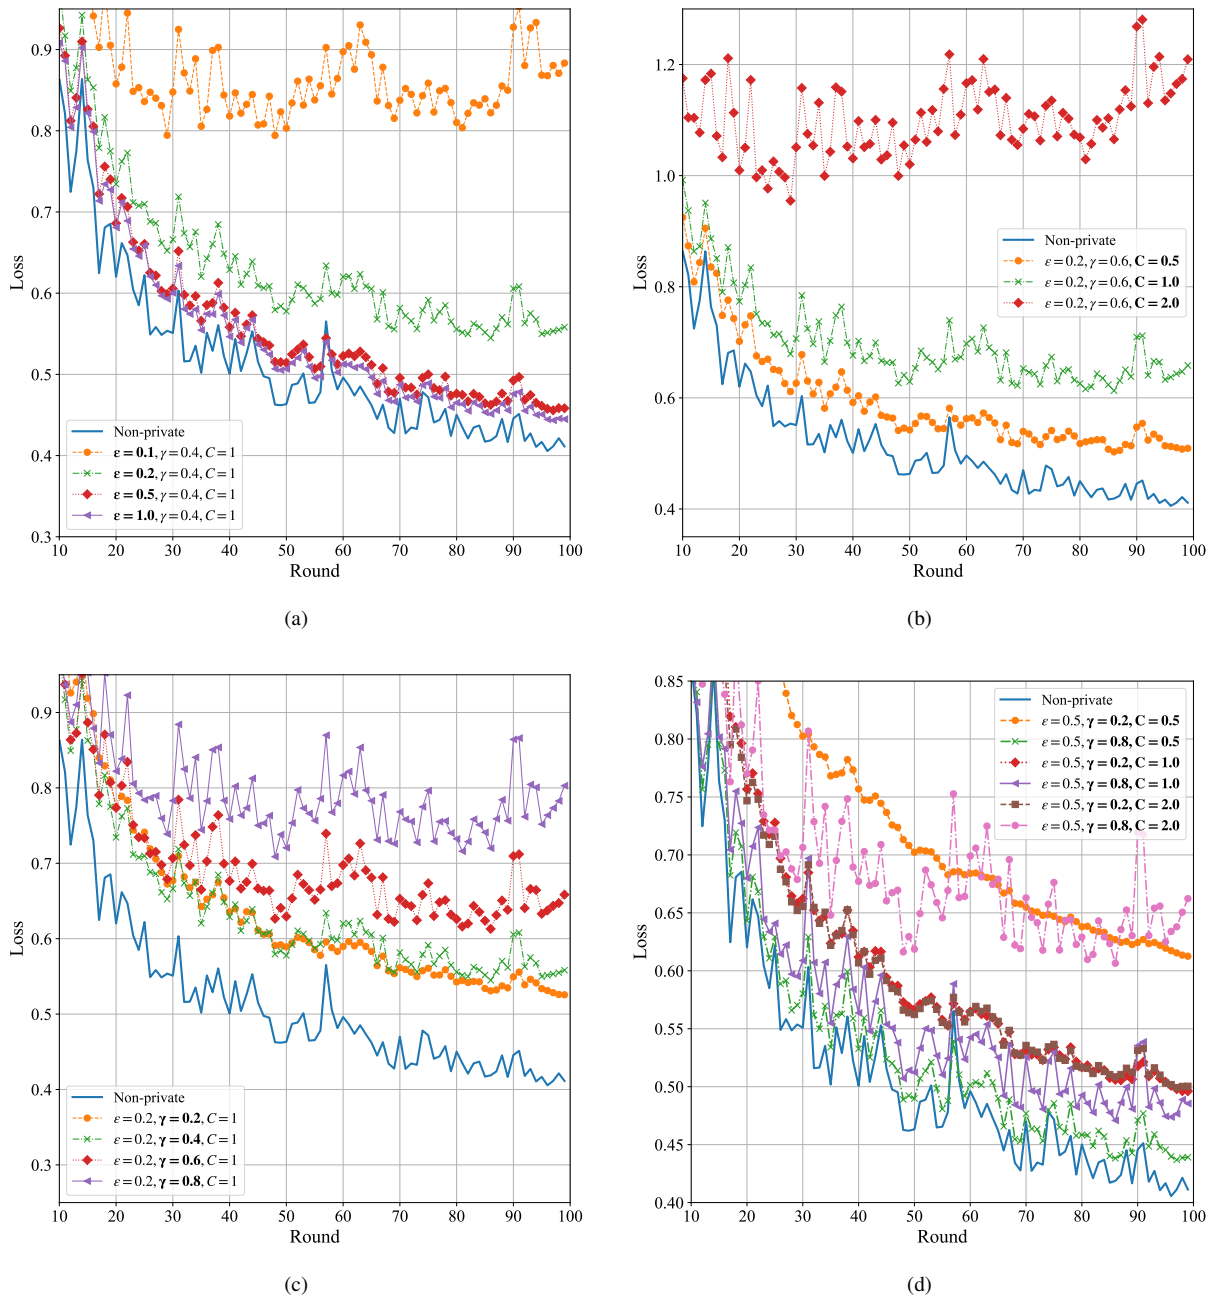 0.9
0.8
0.7
0.6
0.5
0.4
0.3
Loss
Non-private
ε = 0.1, γ = 0.4, C = 1
ε = 0.2, γ = 0.4, C = 1
ε = 0.5, γ = 0.4, C = 1
ε = 1.0, γ = 0.4, C = 1
10 20 30 40 50 60 70 80 90 100
Round
(a)
1.2
1.0
0.8
0.6
0.4
Loss
Non-private
ε = 0.2, γ = 0.6, C = 0.5
ε = 0.2, γ = 0.6, C = 1.0
ε = 0.2, γ = 0.6, C = 2.0
10 20 30 40 50 60 70 80 90 100
Round
(b)
0.9
0.8
0.7
0.6
0.5
0.4
0.3
Loss
Non-private
ε = 0.2, γ = 0.2, C = 1
ε = 0.2, γ = 0.4, C = 1
ε = 0.2, γ = 0.6, C = 1
ε = 0.2, γ = 0.8, C = 1
10 20 30 40 50 60 70 80 90 100
Round
(c)
0.85
0.80
0.75
0.70
0.65
0.60
0.55
0.50
0.45
0.40
Loss
Non-private
ε = 0.5, γ = 0.2, C = 0.5
ε = 0.5, γ = 0.8, C = 0.5
ε = 0.5, γ = 0.2, C = 1.0
ε = 0.5, γ = 0.8, C = 1.0
ε = 0.5, γ = 0.2, C = 2.0
ε = 0.5, γ = 0.8, C = 2.0
10 20 30 40 50 60 70 80 90 100
Round
(d)